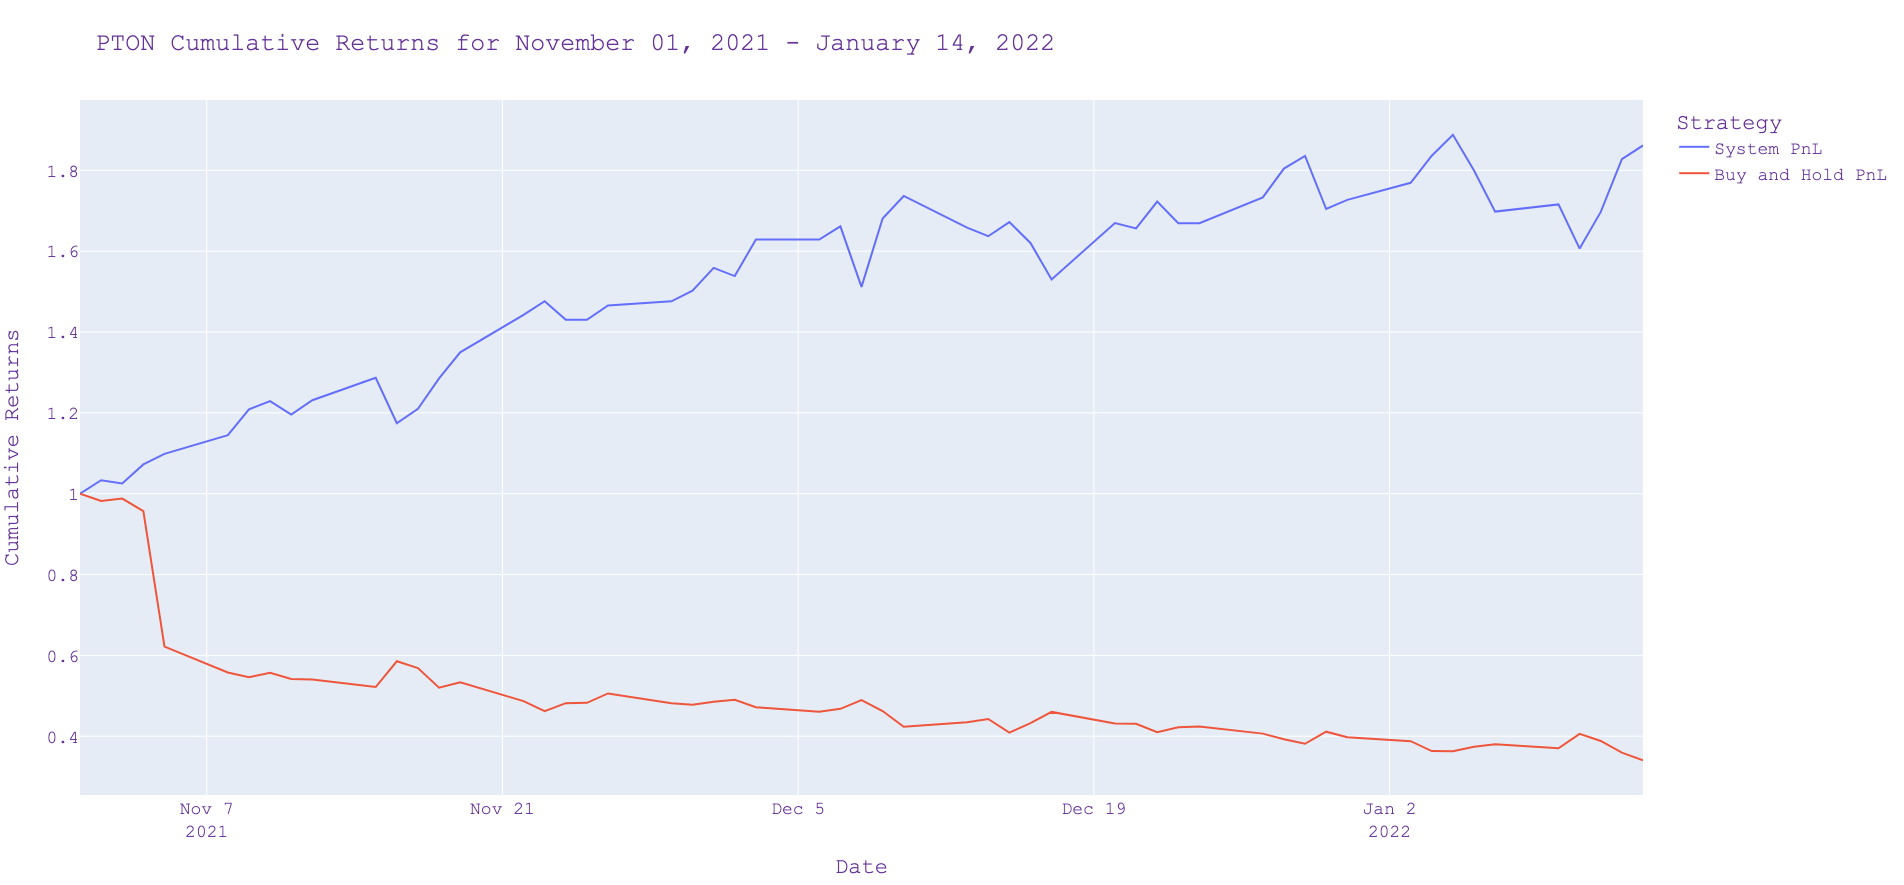 PTON Cumulative Returns for November 01, 2021 - January 14, 2022
Strategy
System PnL
Buy and Hold PnL
Cumulative Returns
1.8
1.6
1.4
1.2
1
0.8
0.6
0.4
Nov 7
2021
Nov 21
Dec 5
Dec 19
Jan 2
2022
Date